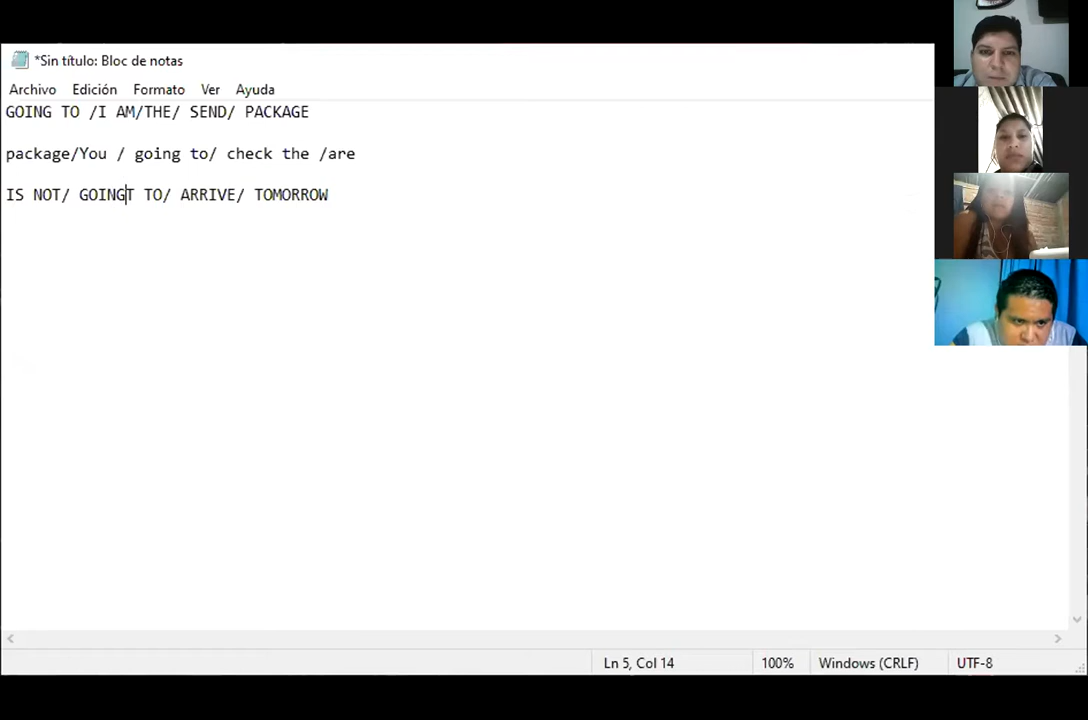 *Sin título: Bloc de notas
Archivo Edición Formato Ver Ayuda
GOING TO /I AM/THE/ SEND/ PACKAGE
package/You / going to/ check the /are
IS NOT/ GOINGT TO/ ARRIVE/ TOMORROW
Ln 5, Col 14 100% Windows (CRLF) UTF-8